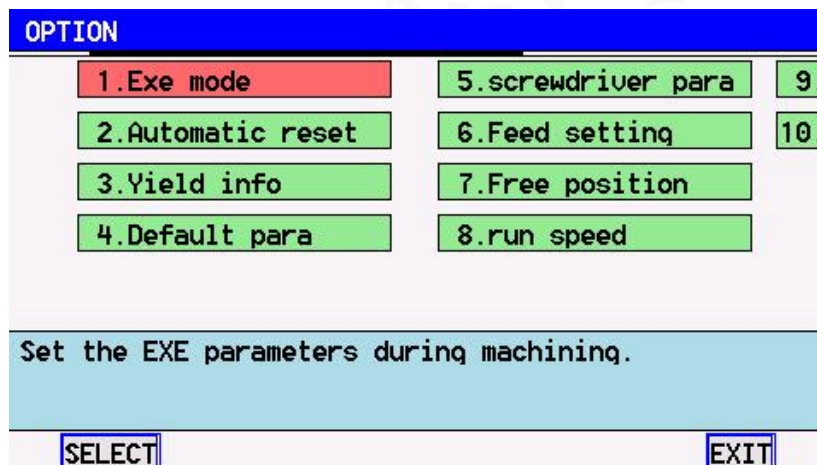 OPTION
1.Exe mode
2.Automatic reset
3.Yield info
4.Default para
5.screwdriver para
6.Feed setting
7.Free position
8.run speed
9.
10.
Set the EXE parameters during machining.
SELECT
EXIT